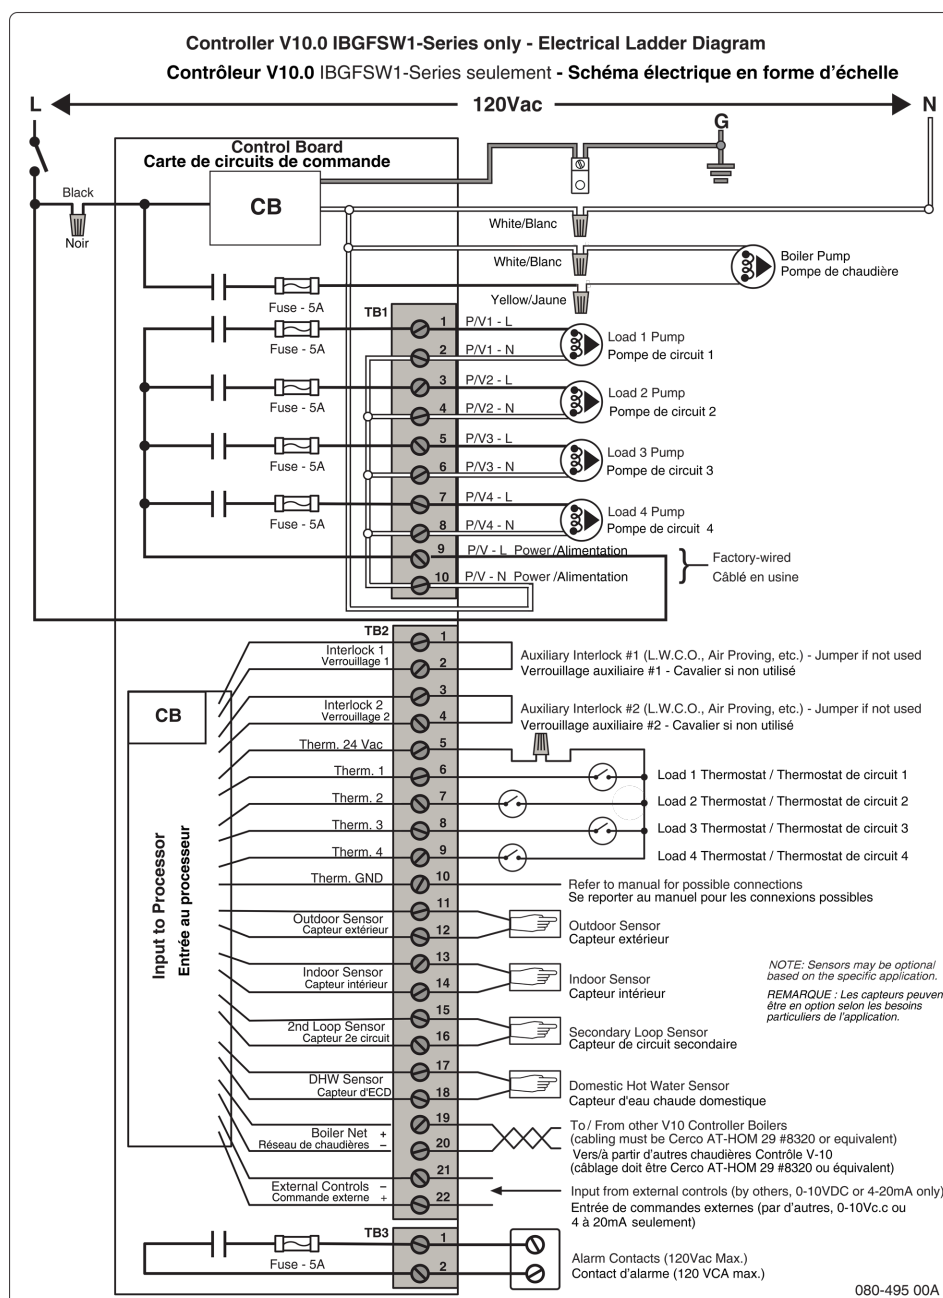 Controller V10.0 IBGFSW1-Series only - Electrical Ladder Diagram
Contrôleur V10.0 IBGFSW1-Series seulement - Schéma électrique en forme d'échelle
L
120Vac
N
G
Control Board
Carte de circuits de commande
Black
CB
Noir
White/Blanc
White/Blanc
Boiler Pump
Pompe de chaudière
Yellow/Jaune
Fuse - 5A
TB1
1 P/V1 - L
Load 1 Pump
Fuse - 5A
2 P/V1 - N
Pompe de circuit 1
3 P/V2 - L
Load 2 Pump
Fuse - 5A
4 P/V2 - N
Pompe de circuit 2
5 P/V3 - L
Load 3 Pump
Fuse - 5A
6 P/V3 - N
Pompe de circuit 3
7 P/V4 - L
Load 4 Pump
Fuse - 5A
8 P/V4 - N
Pompe de circuit 4
9 P/V - L Power/Alimentation
Factory-wired
10 P/V - N Power/Alimentation
Câblé en usine
TB2
1
Interlock 1
Verrouillage 1
2
Auxiliary Interlock #1 (L.W.C.O., Air Proving, etc.) - Jumper if not used
Verrouillage auxiliaire #1 - Cavalier si non utilisé
3
CB
Interlock 2
Verrouillage 2
4
Auxiliary Interlock #2 (L.W.C.O., Air Proving, etc.) - Jumper if not used
Verrouillage auxiliaire #2 - Cavalier si non utilisé
Therm. 24 Vac
5
Therm. 1
6
Load 1 Thermostat / Thermostat de circuit 1
Therm. 2
7
Load 2 Thermostat / Thermostat de circuit 2
Therm. 3
8
Load 3 Thermostat / Thermostat de circuit 3
Therm. 4
9
Load 4 Thermostat / Thermostat de circuit 4
Therm. GND
10
Refer to manual for possible connections
Se reporter au manuel pour les connexions possibles
Input to Processor
Entrée au processeur
11
Outdoor Sensor
Capteur extérieur
12
Outdoor Sensor
Capteur extérieur
13
Indoor Sensor
Capteur intérieur
14
Indoor Sensor
Capteur intérieur
NOTE: Sensors may be optional
based on the specific application.
REMARQUE : Les capteurs peuven
être en option selon les besoins
particuliers de l'application.
15
2nd Loop Sensor
Capteur 2e circuit
16
Secondary Loop Sensor
Capteur de circuit secondaire
17
DHW Sensor
Capteur d'ECD
18
Domestic Hot Water Sensor
Capteur d'eau chaude domestique
19
Boiler Net +
Réseau de chaudières –
20
To / From other V10 Controller Boilers
(cabling must be Cerco AT-HOM 29 #8320 or equivalent)
Vers/à partir d'autres chaudières Contrôle V-10
(câblage doit être Cerco AT-HOM 29 #8320 ou équivalent)
21
External Controls –
Commande externe +
22
Input from external controls (by others, 0-10VDC or 4-20mA only)
Entrée de commandes externes (par d'autres, 0-10Vc.c ou
4 à 20mA seulement)
TB3
1
Fuse - 5A
2
Alarm Contacts (120Vac Max.)
Contact d'alarme (120 VCA max.)
080-495 00A